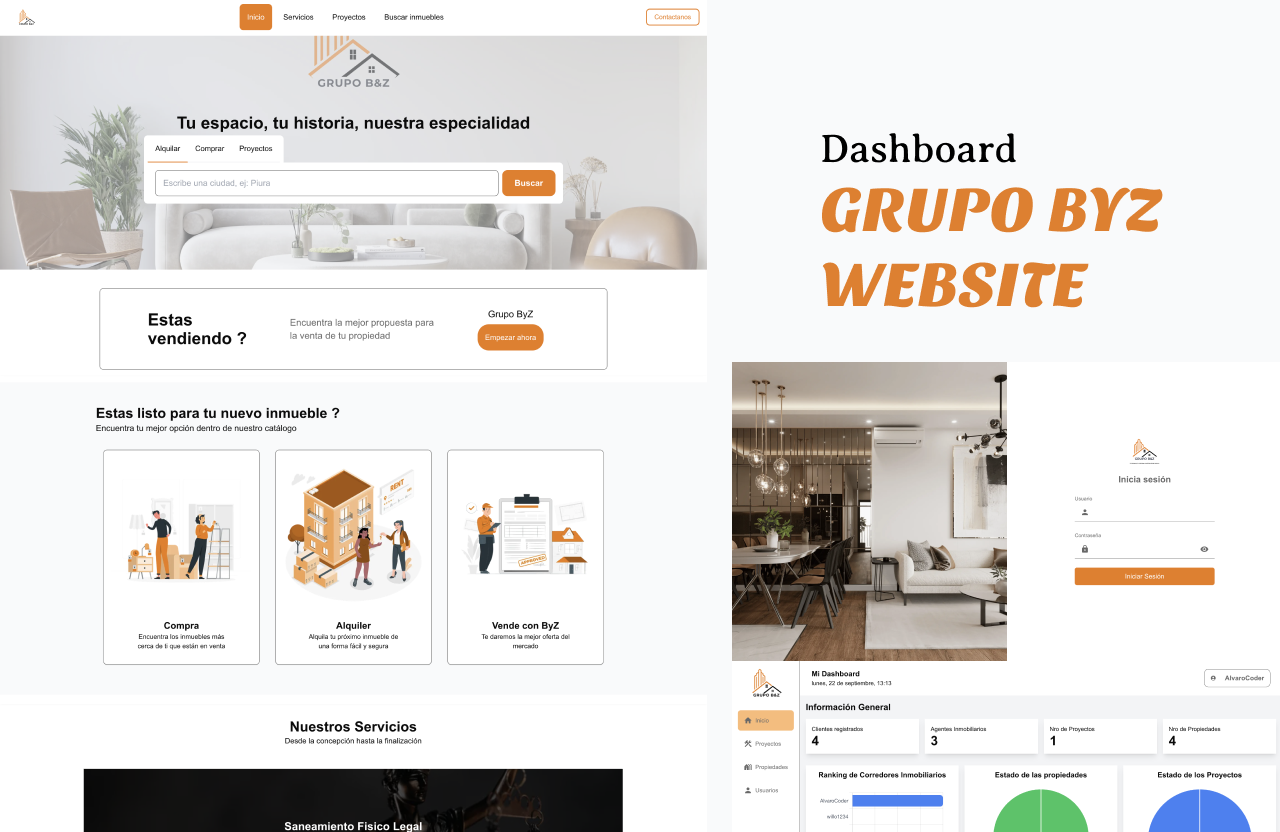 GRUPO B&Z
Inicio
Servicios
Proyectos
Buscar inmuebles
Contactanos
GRUPO B&Z
Tu espacio, tu historia, nuestra especialidad
Alquilar
Comprar
Proyectos
Escribe una ciudad, ej: Piura
Buscar
Estas
vendiendo ?
Encuentra la mejor propuesta para
la venta de tu propiedad
Grupo ByZ
Empezar ahora
Estas listo para tu nuevo inmueble ?
Encuentra tu mejor opción dentro de nuestro catálogo
RENT
APPROVED
Compra
Encuentra los inmuebles más
cerca de ti que están en venta
Alquiler
Alquila tu próximo inmueble de
una forma fácil y segura
Vende con ByZ
Te daremos la mejor oferta del
mercado
Nuestros Servicios
Desde la concepción hasta la finalización
Saneamiento Fisico Legal
Dashboard
GRUPO BYZ
WEBSITE
GRUPO B&Z
Inicia sesión
Usuario
Contraseña
Iniciar Sesión
GRUPO B&Z
Inicio
Proyectos
Propiedades
Usuarios
Mi Dashboard
lunes, 22 de septiembre, 13:13
AlvaroCoder
Información General
Clientes registrados
4
Agentes Inmobiliarios
3
Nro de Proyectos
1
Nro de Propiedades
4
Ranking de Corredores Inmobiliarios
AlvaroCoder
willo1234
Estado de las propiedades
Estado de los Proyectos